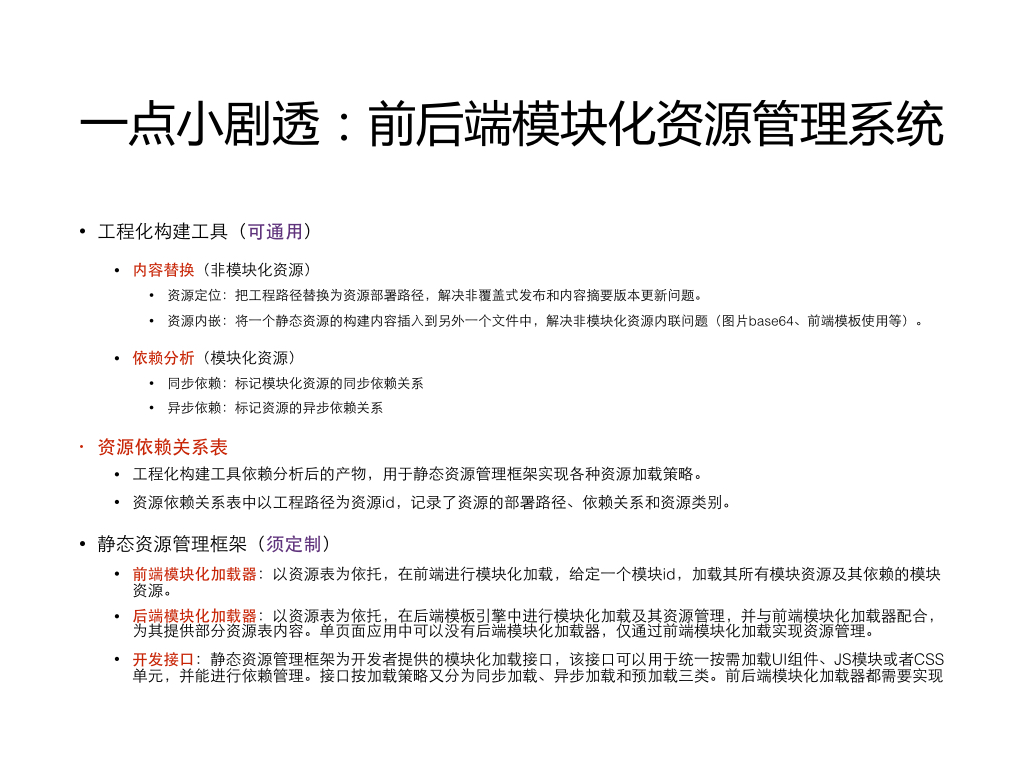 一点小剧透：前后端模块化资源管理系统
• 工程化构建工具（可通用）
• 内容替换（非模块化资源）
• 资源定位：把工程路径替换为资源部署路径，解决非覆盖式发布和内容摘要版本更新问题。
• 资源内嵌：将一个静态资源的构建内容插入到另外一个文件中，解决非模块化资源内联问题（图片base64、前端模板使用等）。
• 依赖分析（模块化资源）
• 同步依赖：标记模块化资源的同步依赖关系
• 异步依赖：标记资源的异步依赖关系
• 资源依赖关系表
• 工程化构建工具依赖分析后的产物，用于静态资源管理框架实现各种资源加载策略。
• 资源依赖关系表中以工程路径为资源id，记录了资源的部署路径、依赖关系和资源类别。
• 静态资源管理框架（须定制）
• 前端模块化加载器：以资源表为依托，在前端进行模块化加载，给定一个模块id，加载其所有模块资源及其依赖的模块
资源。
• 后端模块化加载器：以资源表为依托，在后端模板引擎中进行模块化加载及其资源管理，并与前端模块化加载器配合，
为其提供部分资源表内容。单页面应用中可以没有后端模块化加载器，仅通过前端模块化加载实现资源管理。
• 开发接口：静态资源管理框架为开发者提供的模块化加载接口，该接口可以用于统一按需加载UI组件、JS模块或者CSS
单元，并能进行依赖管理。接口按加载策略又分为同步加载、异步加载和预加载三类。前后端模块化加载器都需要实现